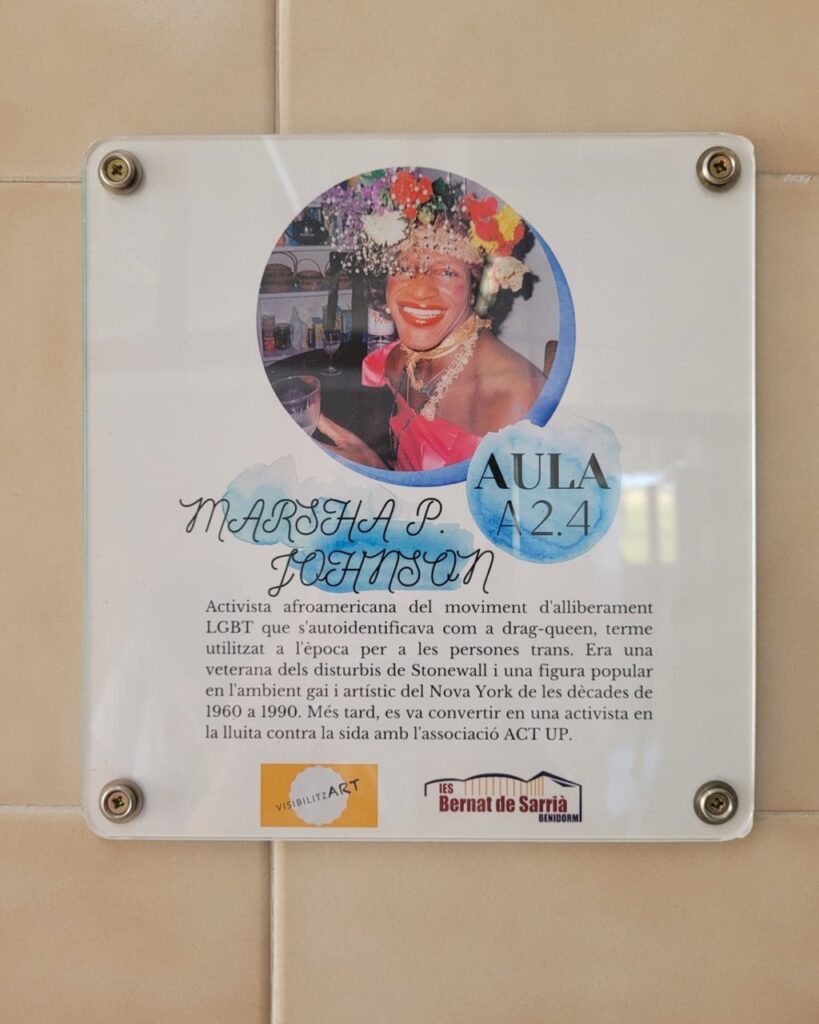 AULA
A2.4
MARSHA P.
JOHNSON
Activista afroamericana del moviment d'alliberament
LGBT que s'autoidentificava com a drag-queen, terme
utilitzat a l'època per a les persones trans. Era una
veterana dels disturbis de Stonewall i una figura popular
en l'ambient gai i artístic del Nova York de les dècades de
1960 a 1990. Més tard, es va convertir en una activista en
la lluita contra la sida amb l'associació ACT UP.
VISIBILITZART
IES
Bernat de Sarrià
BENIDORM